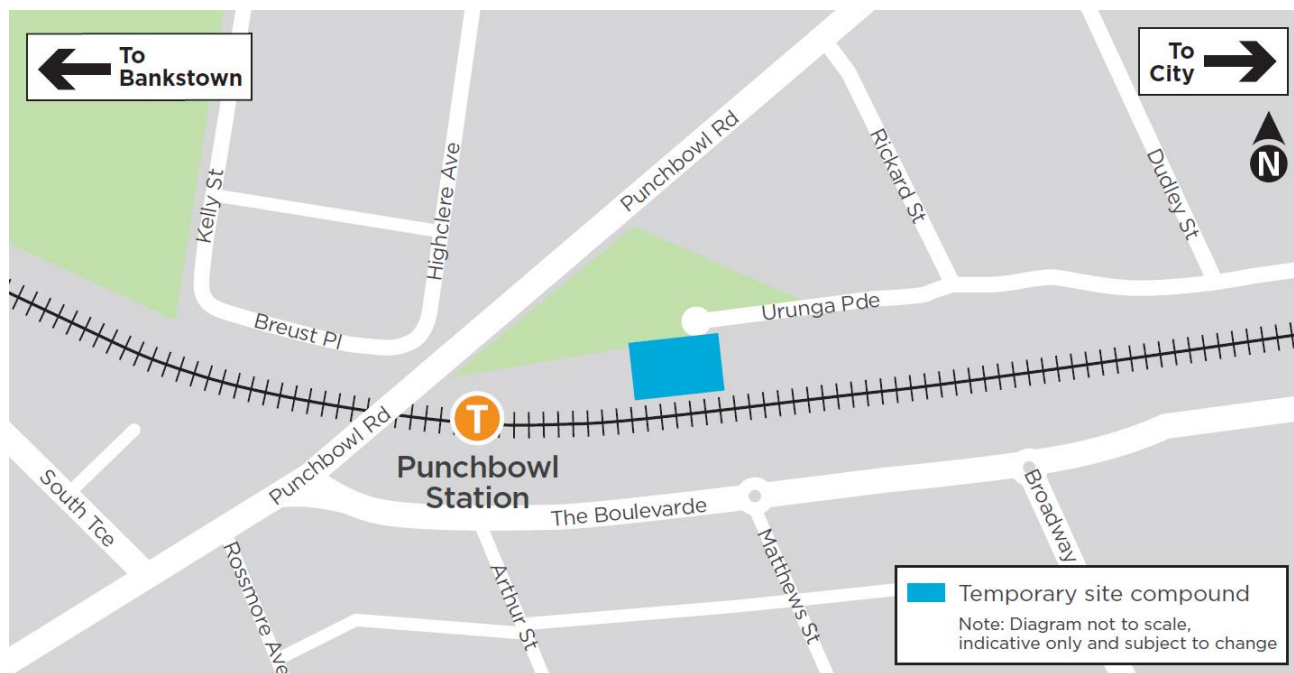 To
Bankstown
To
City
N
Kelly St
Highclere Ave
Punchbowl Rd
Rickard St
Dudley St
Breust Pl
Urunga Pde
T
Punchbowl
Station
Punchbowl Rd
South Tce
The Boulevarde
Rossmore Ave
Arthur St
Matthews St
Broadway
Temporary site compound
Note: Diagram not to scale,
indicative only and subject to change